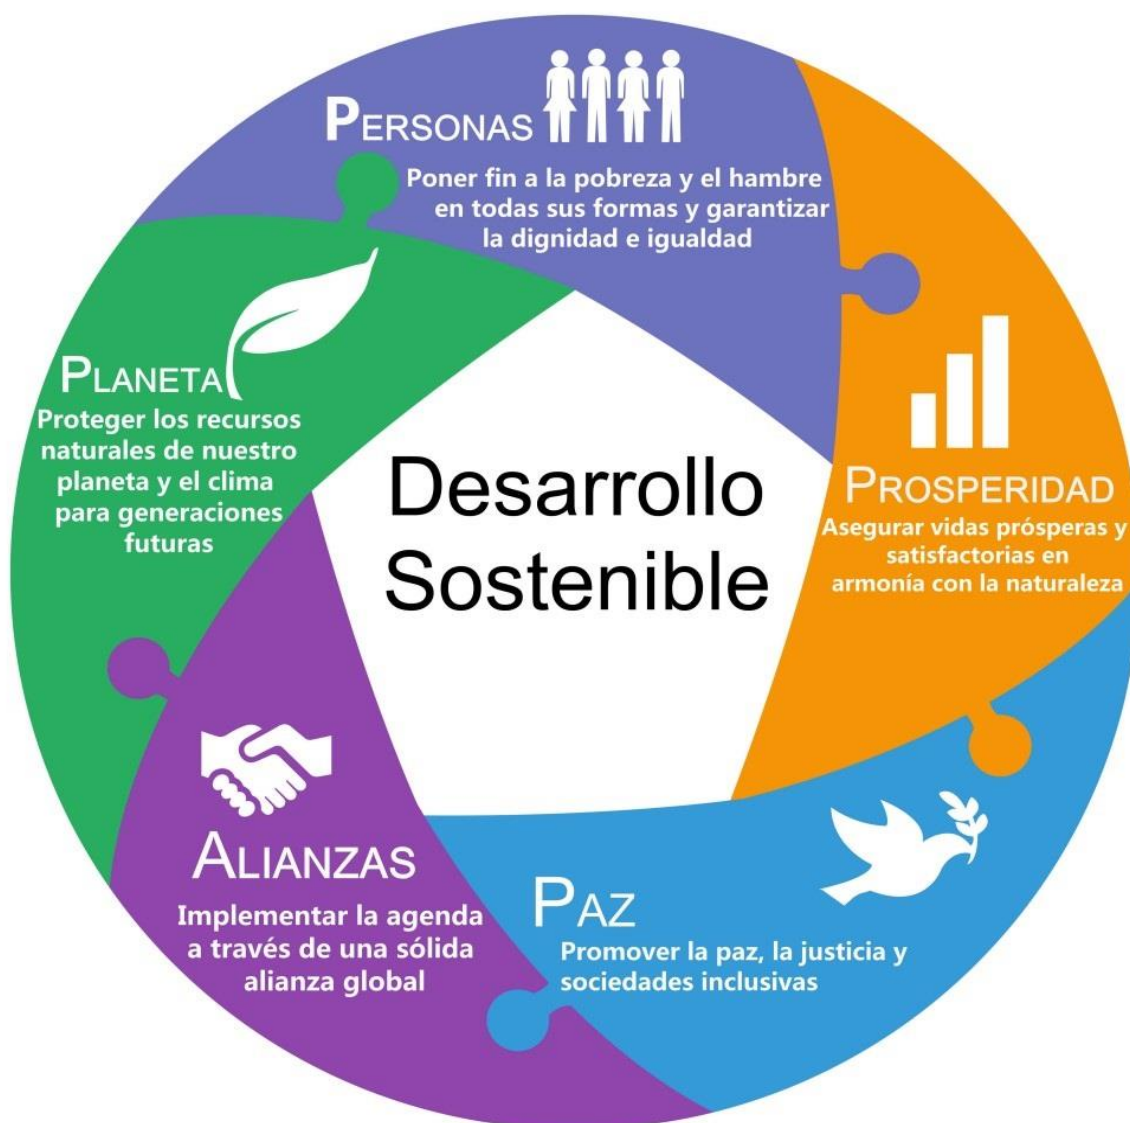 PERSONAS
Poner fin a la pobreza y el hambre
en todas sus formas y garantizar
la dignidad e igualdad
PLANETA
Proteger los recursos
naturales de nuestro
planeta y el clima
para generaciones
futuras
Desarrollo
Sostenible
PROSPERIDAD
Asegurar vidas prósperas y
satisfactorias en
armonía con la naturaleza
ALIANZAS
Implementar la agenda
a través de una sólida
alianza global
PAZ
Promover la paz, la justicia y
sociedades inclusivas